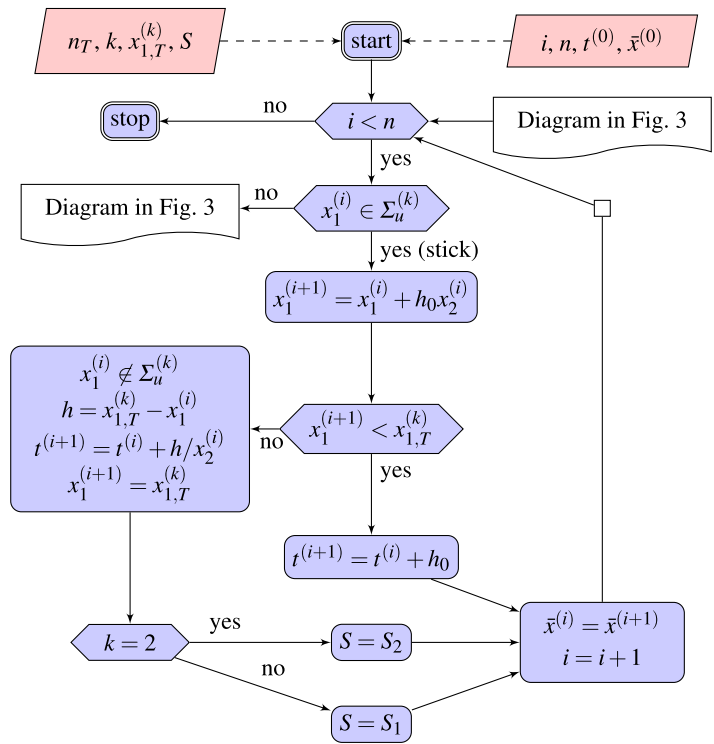 n_T, k, x_{1,T}^{(k)}, S
start
i, n, t^{(0)}, x̄^{(0)}
no
stop
i < n
Diagram in Fig. 3
yes
Diagram in Fig. 3
no
x_1^{(i)} ∈ Σ_u^{(k)}
yes (stick)
x_1^{(i+1)} = x_1^{(i)} + h_0 x_2^{(i)}
x_1^{(i)} ∉ Σ_u^{(k)}
h = x_{1,T}^{(k)} − x_1^{(i)}
t^{(i+1)} = t^{(i)} + h/x_2^{(i)}
x_1^{(i+1)} = x_{1,T}^{(k)}
no
x_1^{(i+1)} < x_{1,T}^{(k)}
yes
t^{(i+1)} = t^{(i)} + h_0
k = 2
yes
S = S_2
x̄^{(i)} = x̄^{(i+1)}
i = i + 1
no
S = S_1